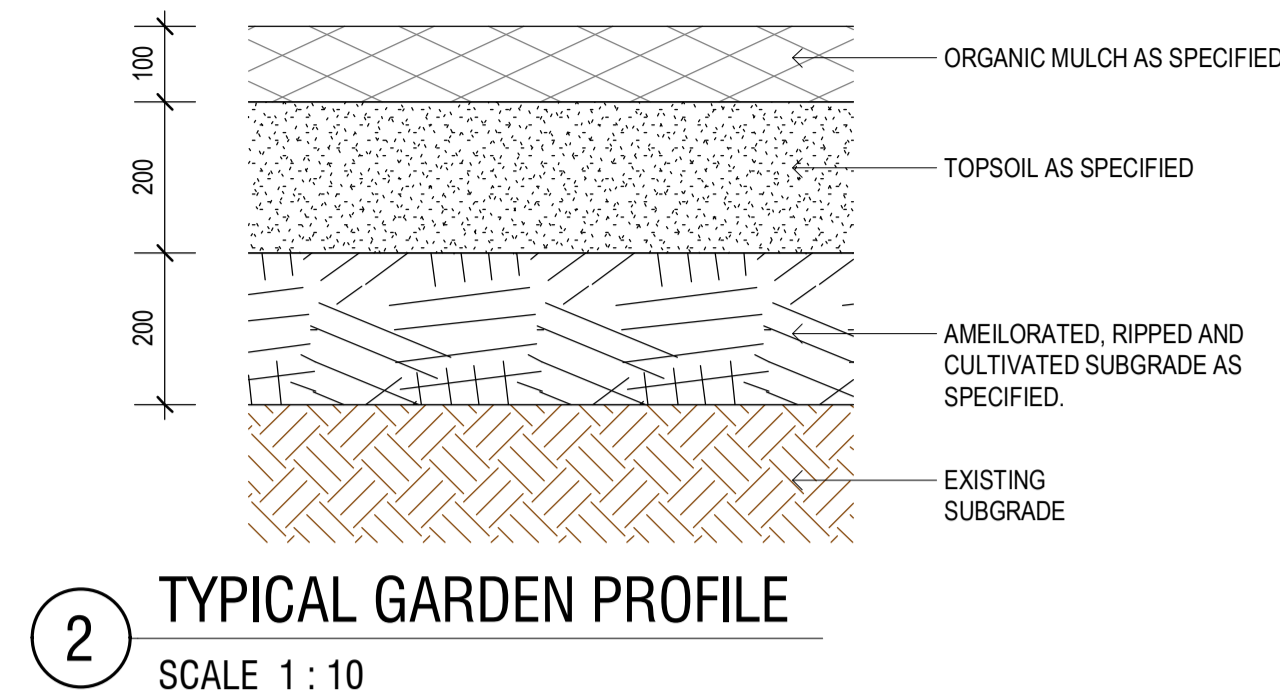 100
ORGANIC MULCH AS SPECIFIED
200
TOPSOIL AS SPECIFIED
200
AMEILORATED, RIPPED AND
CULTIVATED SUBGRADE AS
SPECIFIED.
EXISTING
SUBGRADE
2
TYPICAL GARDEN PROFILE
SCALE 1 : 10